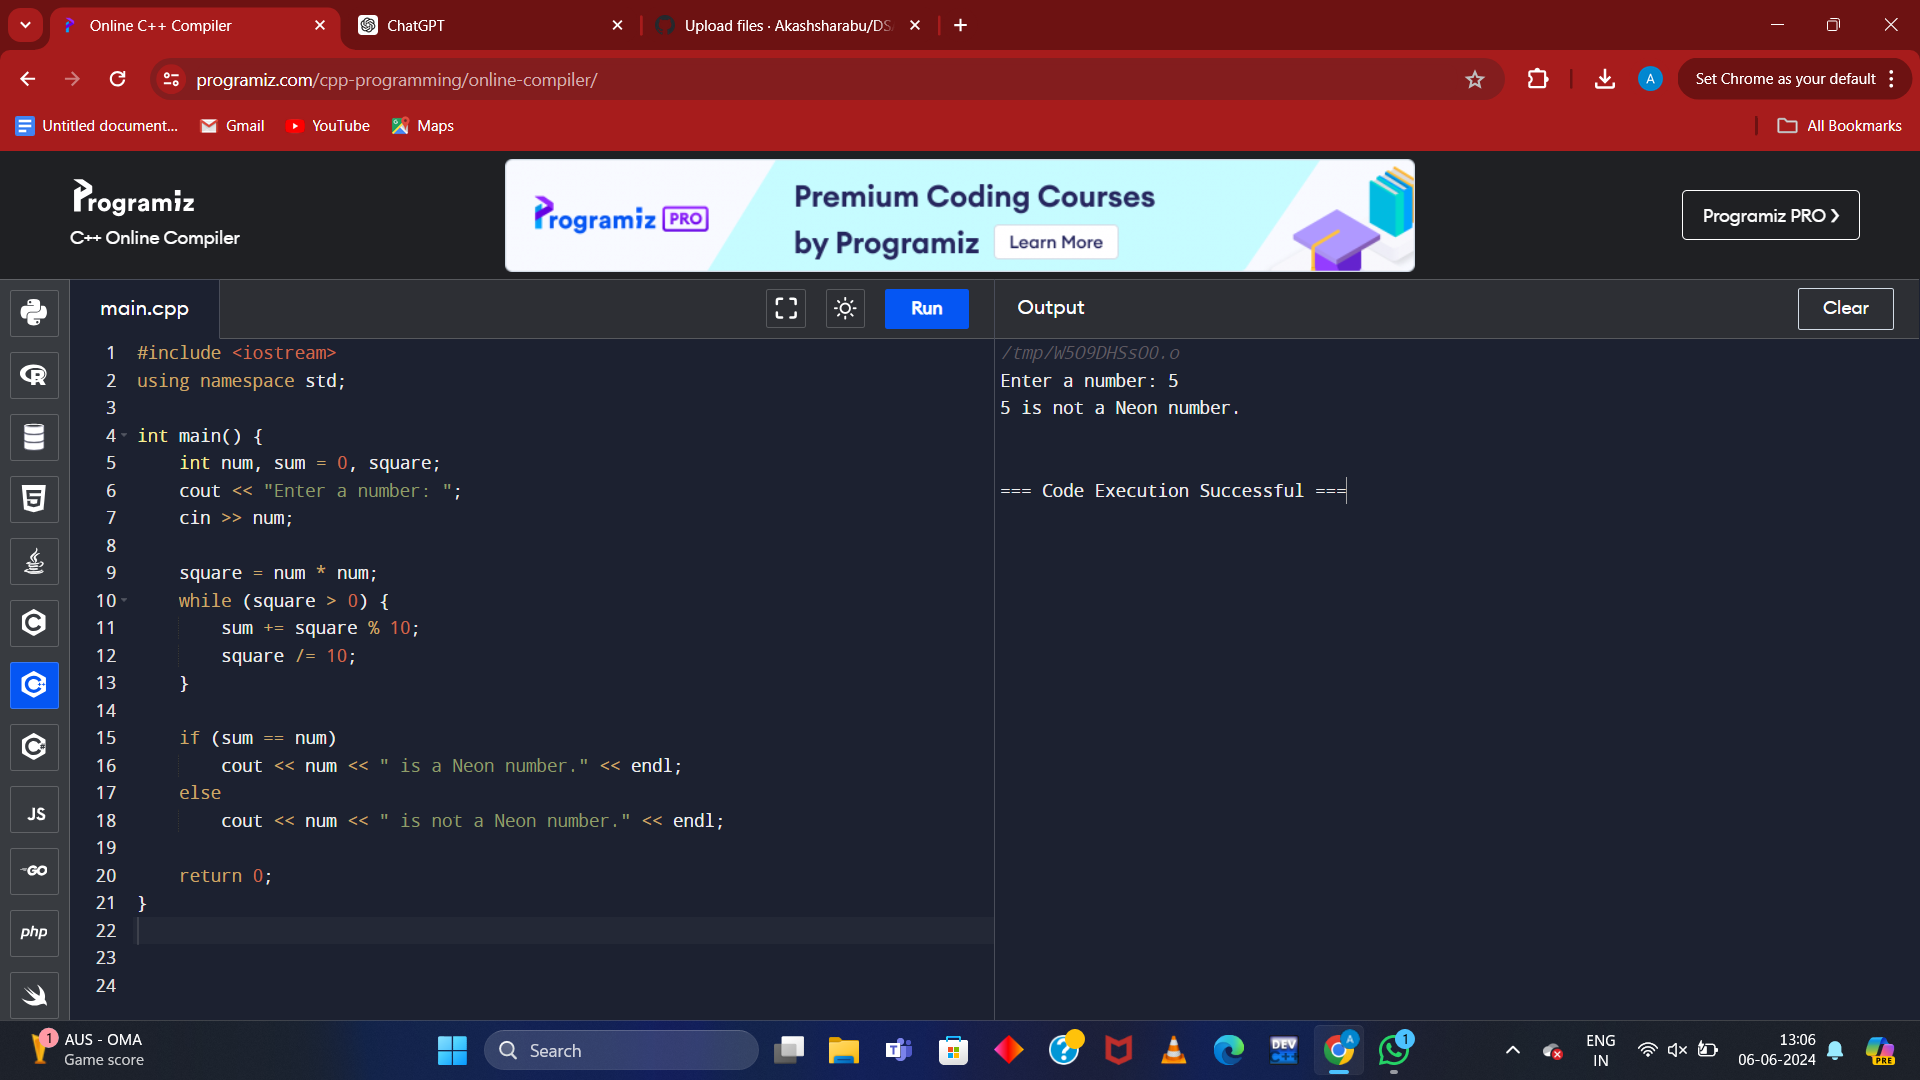 Online C++ Compiler
ChatGPT
Upload files · Akashsharabu/DS
programiz.com/cpp-programming/online-compiler/
A
Set Chrome as your default
Untitled document...
Gmail
YouTube
Maps
All Bookmarks
Programiz
C++ Online Compiler
Programiz PRO
Premium Coding Courses
by Programiz
Learn More
Programiz PRO ❯
main.cpp
Run
Output
Clear
1 #include <iostream>
2 using namespace std;
3
4 int main() {
5 int num, sum = 0, square;
6 cout << "Enter a number: ";
7 cin >> num;
8
9 square = num * num;
10 while (square > 0) {
11 sum += square % 10;
12 square /= 10;
13 }
14
15 if (sum == num)
16 cout << num << " is a Neon number." << endl;
17 else
18 cout << num << " is not a Neon number." << endl;
19
20 return 0;
21 }
22
23
24
/tmp/W5O9DHSsOO.o
Enter a number: 5
5 is not a Neon number.
=== Code Execution Successful ===
R
5
C
C
C
JS
GO
php
1
AUS - OMA
Game score
Search
DEV
A
1
ENG
IN
13:06
06-06-2024
PRE